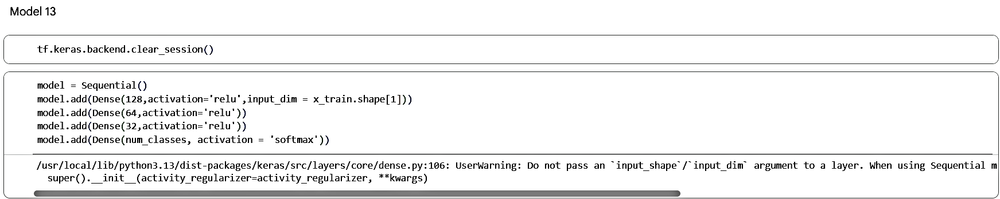 Model 13
tf.keras.backend.clear_session()
model = Sequential()
model.add(Dense(128,activation='relu',input_dim = x_train.shape[1]))
model.add(Dense(64,activation='relu'))
model.add(Dense(32,activation='relu'))
model.add(Dense(num_classes, activation = 'softmax'))
/usr/local/lib/python3.13/dist-packages/keras/src/layers/core/dense.py:106: UserWarning: Do not pass an `input_shape`/`input_dim` argument to a layer. When using Sequential m
super().__init__(activity_regularizer=activity_regularizer, **kwargs)